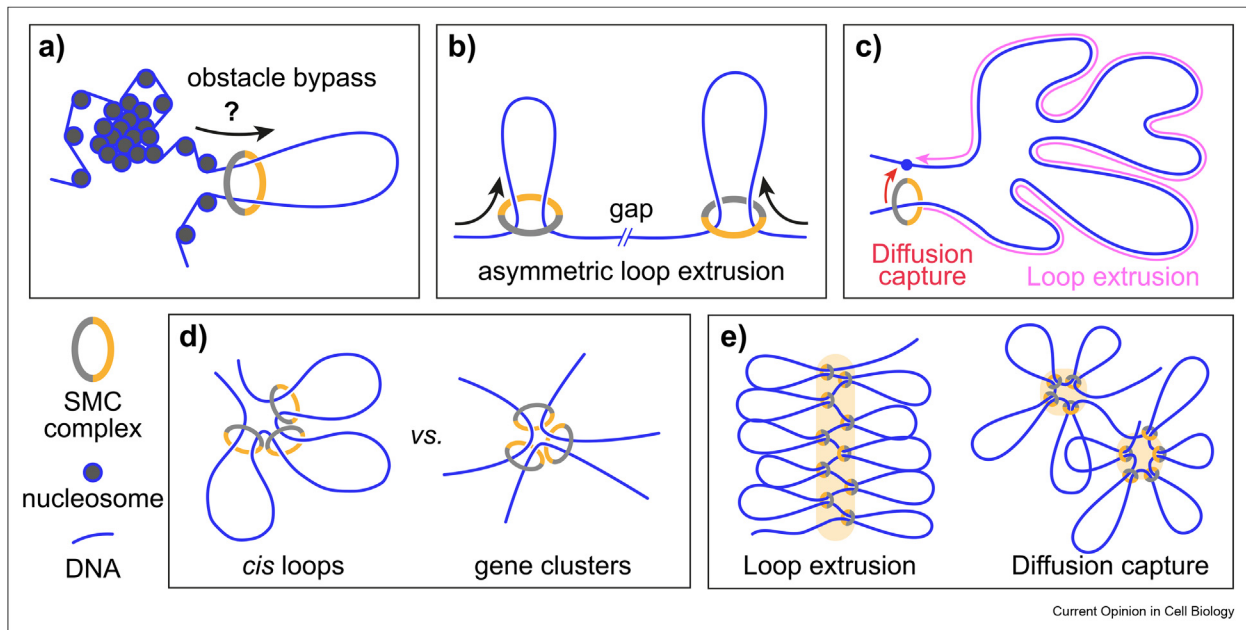 a)
obstacle bypass
?
b)
gap
asymmetric loop extrusion
c)
Diffusion
capture
Loop extrusion
SMC
complex
nucleosome
DNA
d)
vs.
cis loops
gene clusters
e)
Loop extrusion
Diffusion capture
Current Opinion in Cell Biology